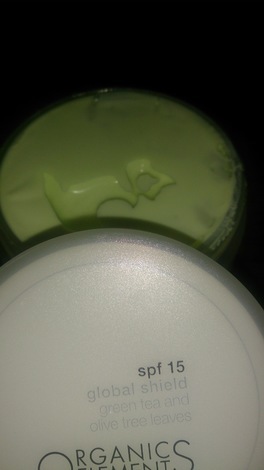 spf 15
global shield
green tea and
olive tree leaves
ORGANICS
ELEMENTS